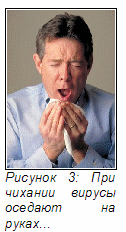 Рисунок 3: При
чихании вирусы
оседают на
руках...